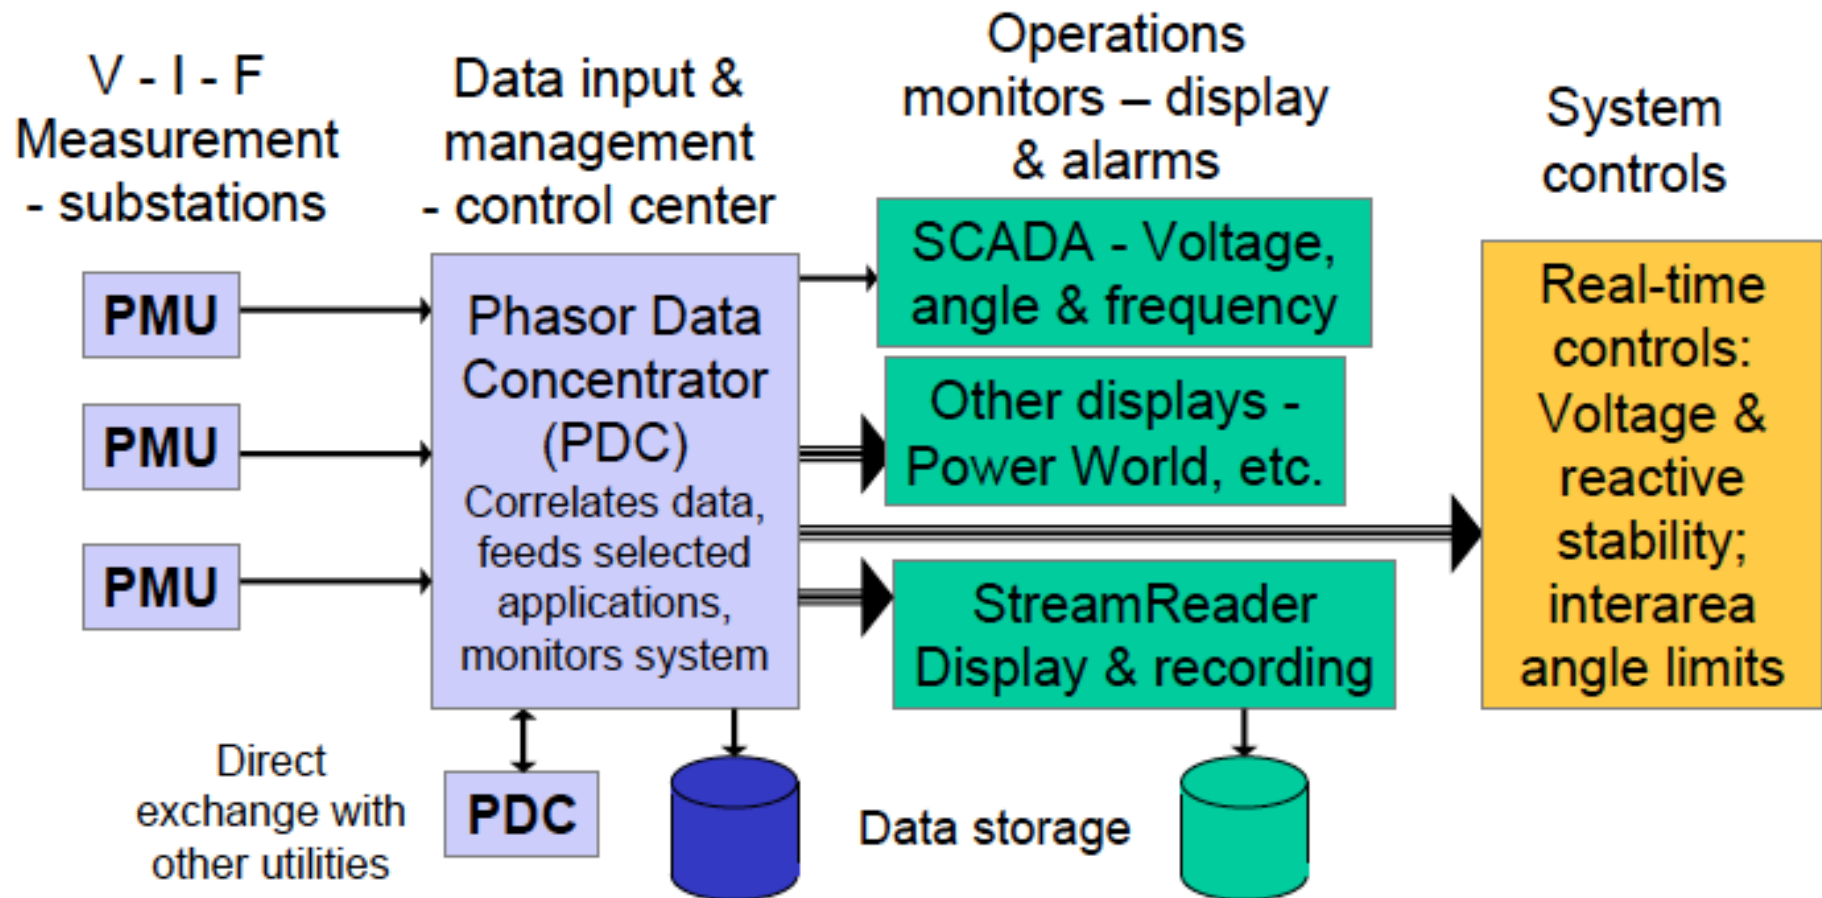 V - I - F
Measurement
- substations
Data input &
management
- control center
Operations
monitors – display
& alarms
System
controls
PMU
PMU
PMU
Phasor Data
Concentrator
(PDC)
Correlates data,
feeds selected
applications,
monitors system
SCADA - Voltage,
angle & frequency
Other displays -
Power World, etc.
StreamReader
Display & recording
Real-time
controls:
Voltage &
reactive
stability;
interarea
angle limits
Direct
exchange with
other utilities
PDC
Data storage